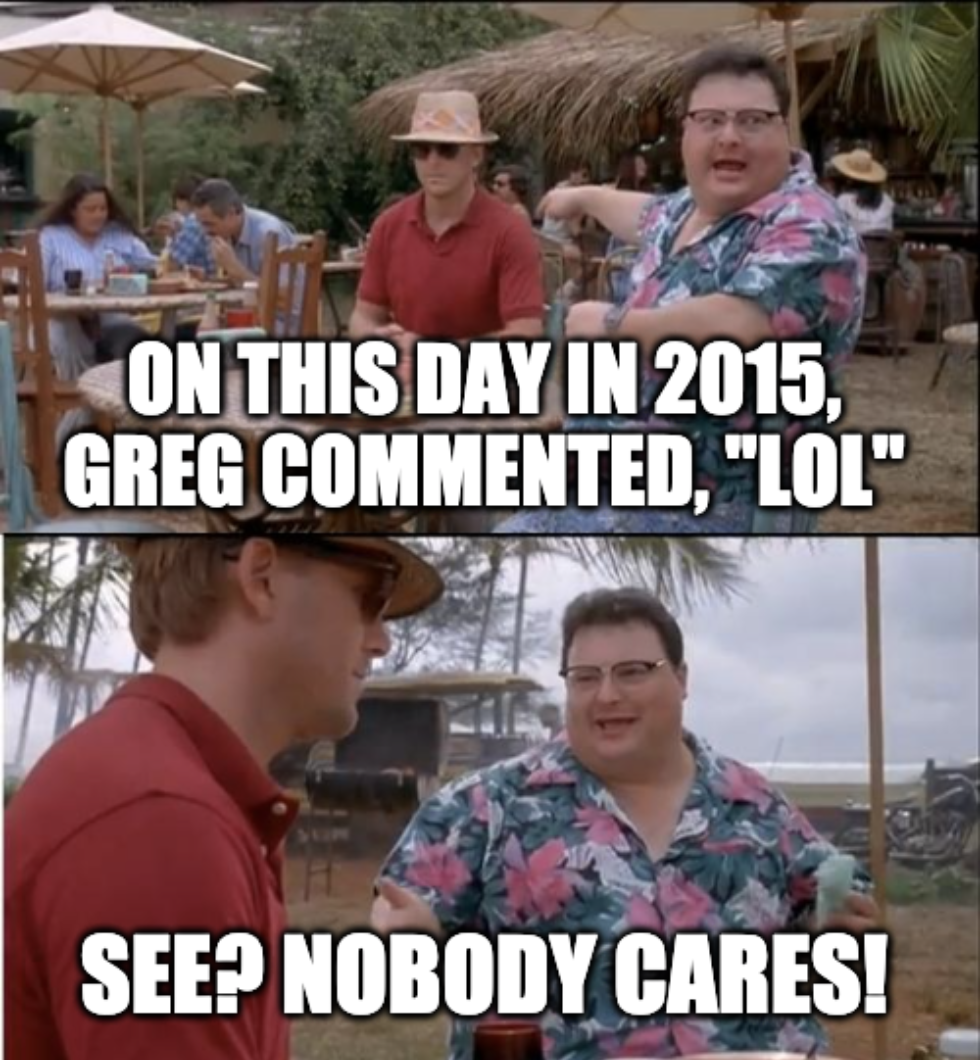 ON THIS DAY IN 2015,
GREG COMMENTED, "LOL"
SEE? NOBODY CARES!